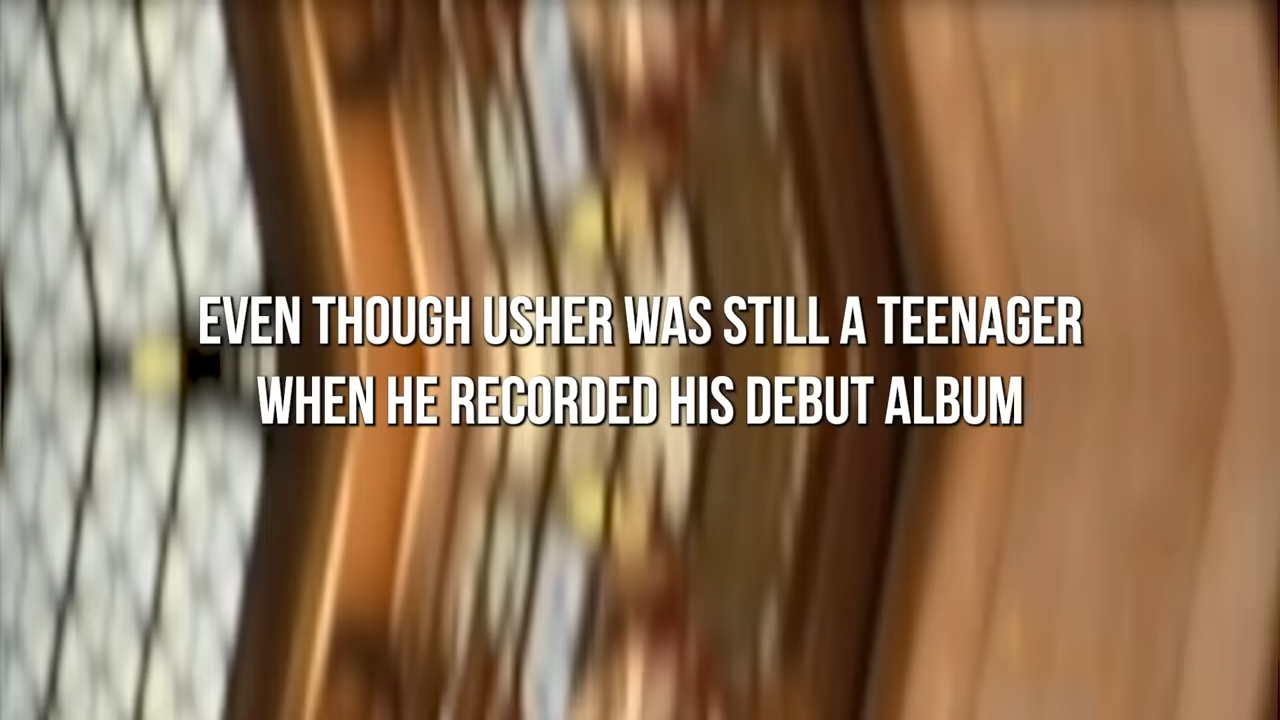 EVEN THOUGH USHER WAS STILL A TEENAGER
WHEN HE RECORDED HIS DEBUT ALBUM